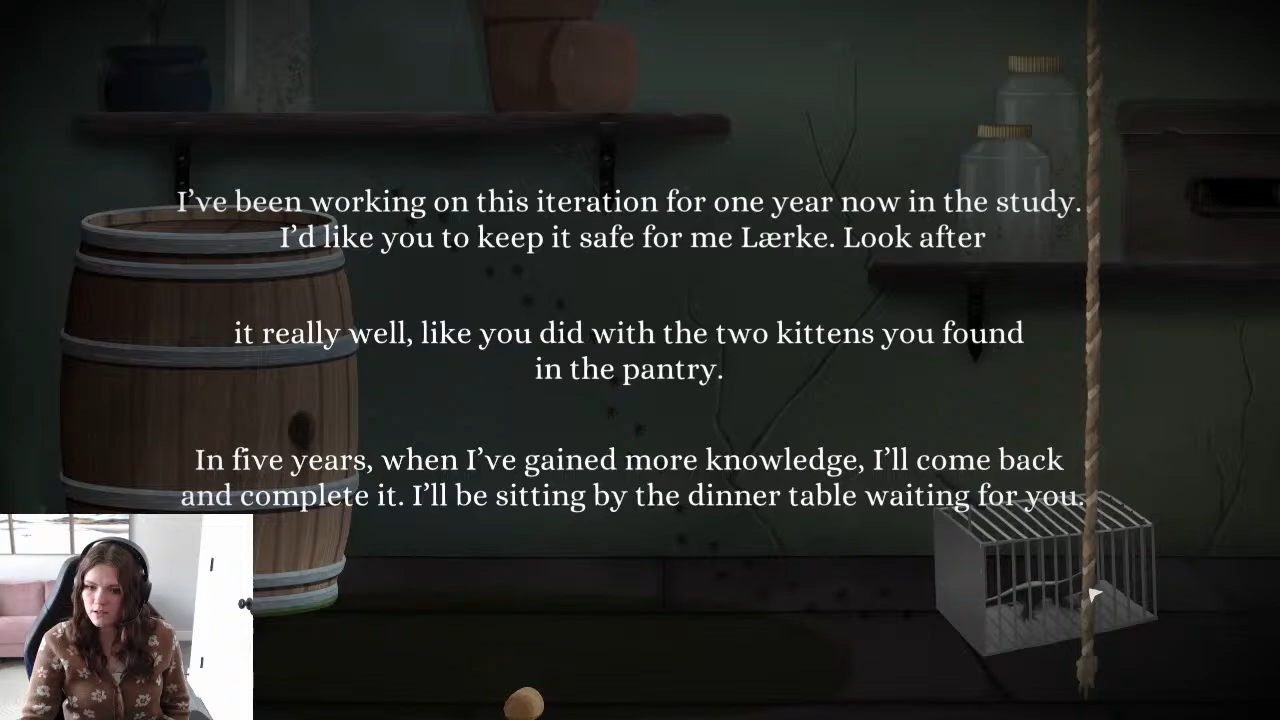 I’ve been working on this iteration for one year now in the study.
I’d like you to keep it safe for me Lærke. Look after
it really well, like you did with the two kittens you found
in the pantry.
In five years, when I’ve gained more knowledge, I’ll come back
and complete it. I’ll be sitting by the dinner table waiting for you.